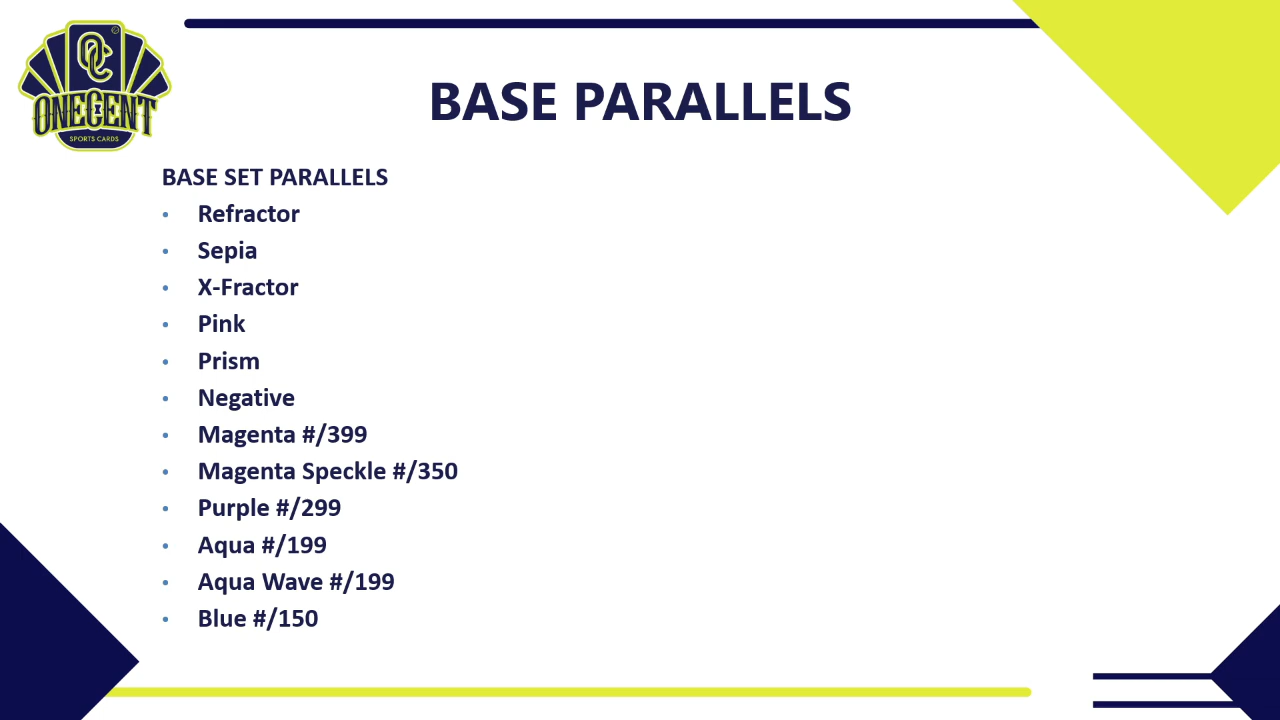 OC
ONECENT
SPORTS CARDS
BASE PARALLELS
BASE SET PARALLELS
• Refractor
• Sepia
• X-Fractor
• Pink
• Prism
• Negative
• Magenta #/399
• Magenta Speckle #/350
• Purple #/299
• Aqua #/199
• Aqua Wave #/199
• Blue #/150